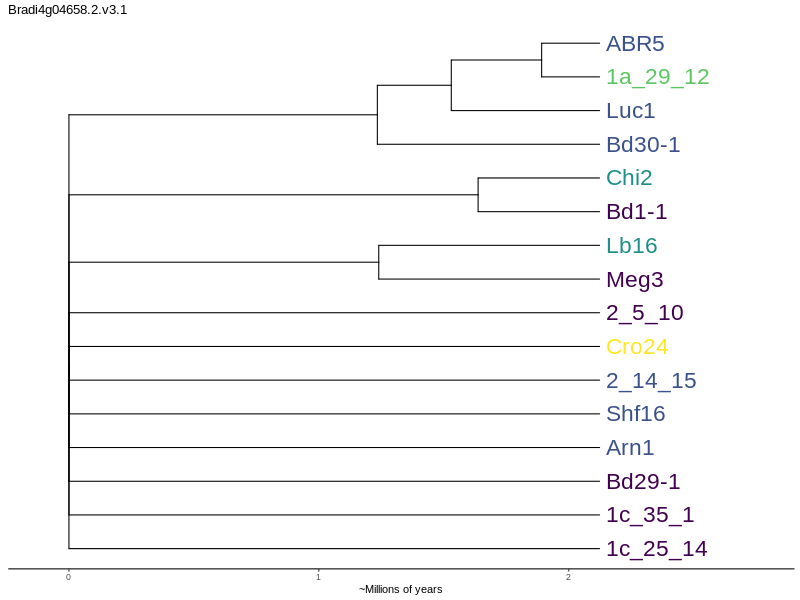 Bradi4g04658.2.v3.1
ABR5
1a_29_12
Luc1
Bd30-1
Chi2
Bd1-1
Lb16
Meg3
2_5_10
Cro24
2_14_15
Shf16
Arn1
Bd29-1
1c_35_1
1c_25_14
0 1 2
~Millions of years